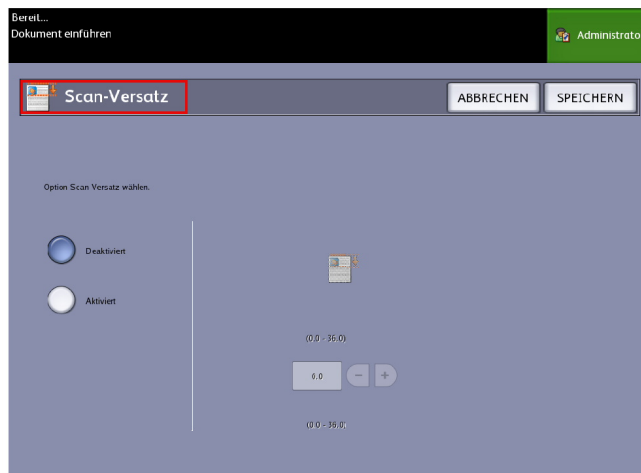 Bereit...
Dokument einführen
Administrato
Scan-Versatz
ABBRECHEN
SPEICHERN
Option Scan Versatz wählen.
Deaktiviert
Aktiviert
(0.0 - 36.0)
0.0
(0.0 - 36.0)